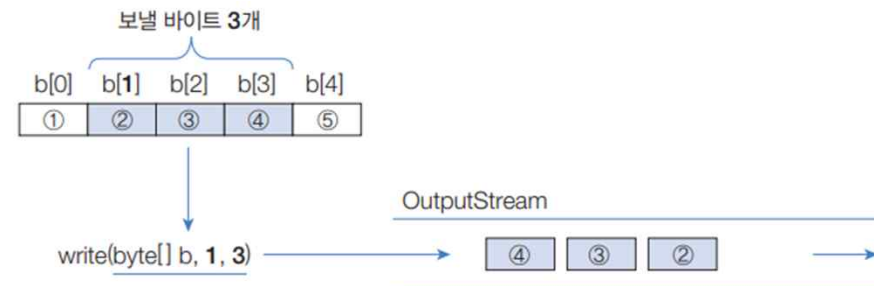 보낼 바이트 3개
b[0] b[1] b[2] b[3] b[4]
① ② ③ ④ ⑤
OutputStream
write(byte[] b, 1, 3)
④ ③ ②